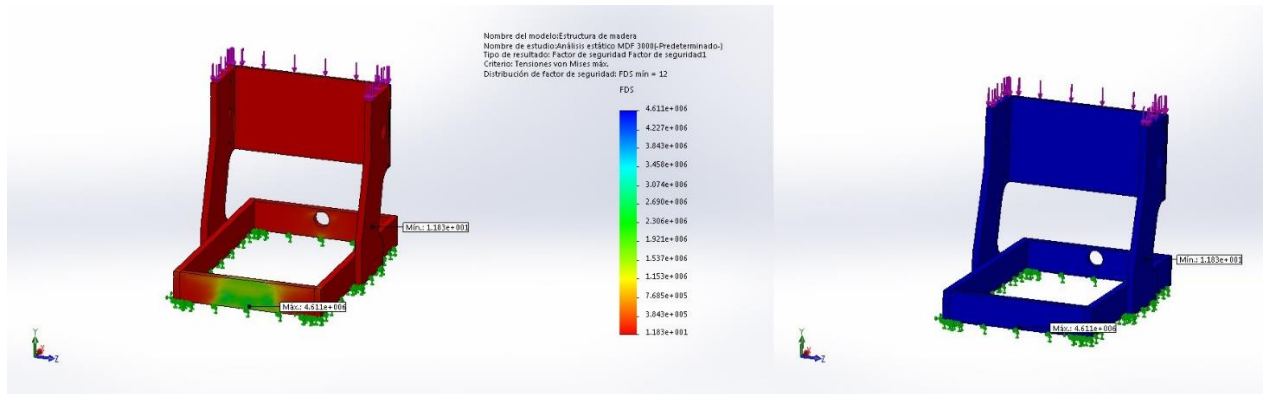 Nombre del modelo:Estructura de madera
Nombre de estudio:Análisis estático MDF 3000(-Predeterminado-)
Tipo de resultado: Factor de seguridad Factor de seguridad1
Criterio: Tensiones von Mises máx.
Distribución de factor de seguridad: FDS mín = 12
FDS
4.611e+006
4.227e+006
3.843e+006
3.458e+006
3.074e+006
2.690e+006
2.306e+006
1.921e+006
1.537e+006
1.153e+006
7.685e+005
3.843e+005
1.183e+001
Mín.: 1.183e+001
Máx.: 4.611e+006
Y
Z
Mín.: 1.183e+001
Máx.: 4.611e+006
Y
Z